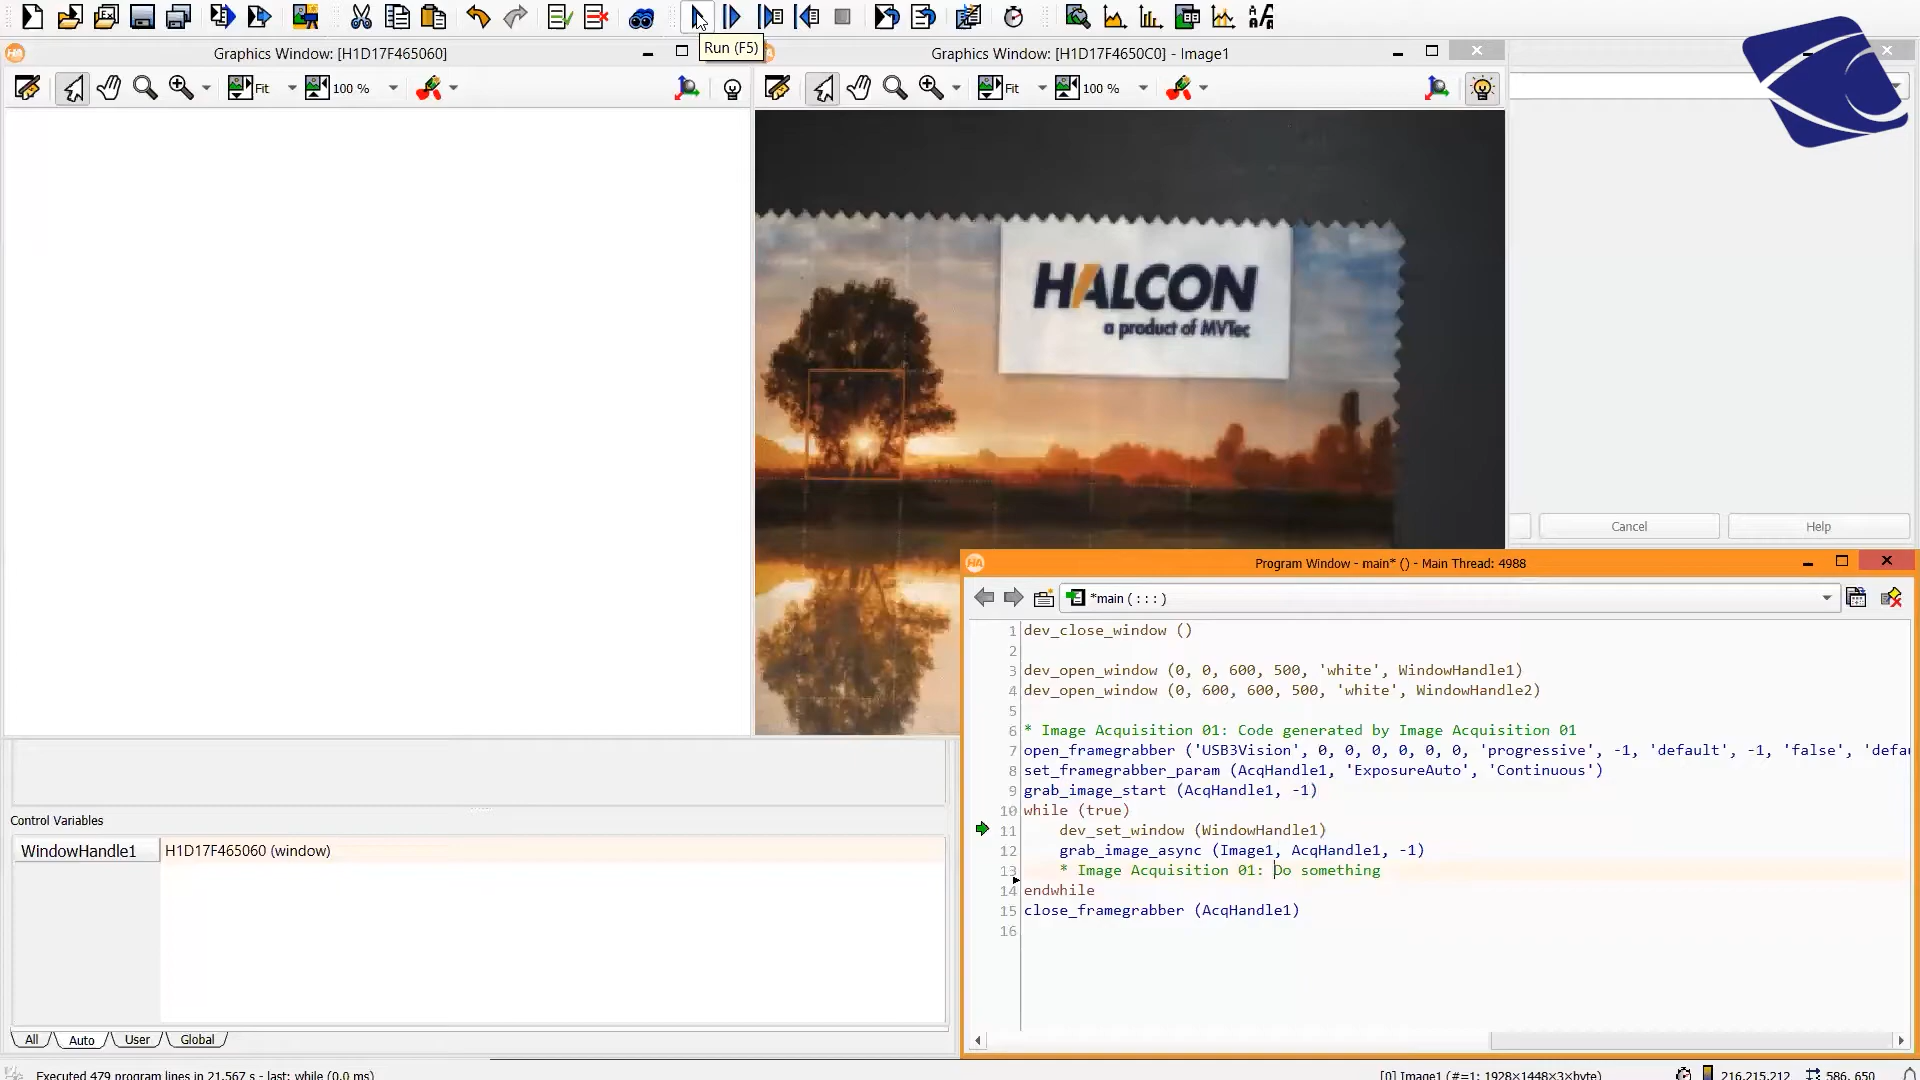 Run (F5)
Graphics Window: [H1D17F465060]
Graphics Window: [H1D17F4650C0] - Image1
Fit
100 %
Fit
100 %
HALCON
a product of MVTec
Cancel
Help
Program Window - main* () - Main Thread: 4988
*main ( : : : )
1 dev_close_window ()
2
3 dev_open_window (0, 0, 600, 500, 'white', WindowHandle1)
4 dev_open_window (0, 600, 600, 500, 'white', WindowHandle2)
5
6 * Image Acquisition 01: Code generated by Image Acquisition 01
7 open_framegrabber ('USB3Vision', 0, 0, 0, 0, 0, 0, 'progressive', -1, 'default', -1, 'false', 'defau
8 set_framegrabber_param (AcqHandle1, 'ExposureAuto', 'Continuous')
9 grab_image_start (AcqHandle1, -1)
10 while (true)
11 dev_set_window (WindowHandle1)
12 grab_image_async (Image1, AcqHandle1, -1)
13 * Image Acquisition 01: Do something
14 endwhile
15 close_framegrabber (AcqHandle1)
16
Control Variables
WindowHandle1 H1D17F465060 (window)
All Auto User Global
Executed 479 program lines in 21.567 s - last: while (0.0 ms)
[0] Image1 (#=1: 1928×1448×3×byte)
216,215,212
586, 650